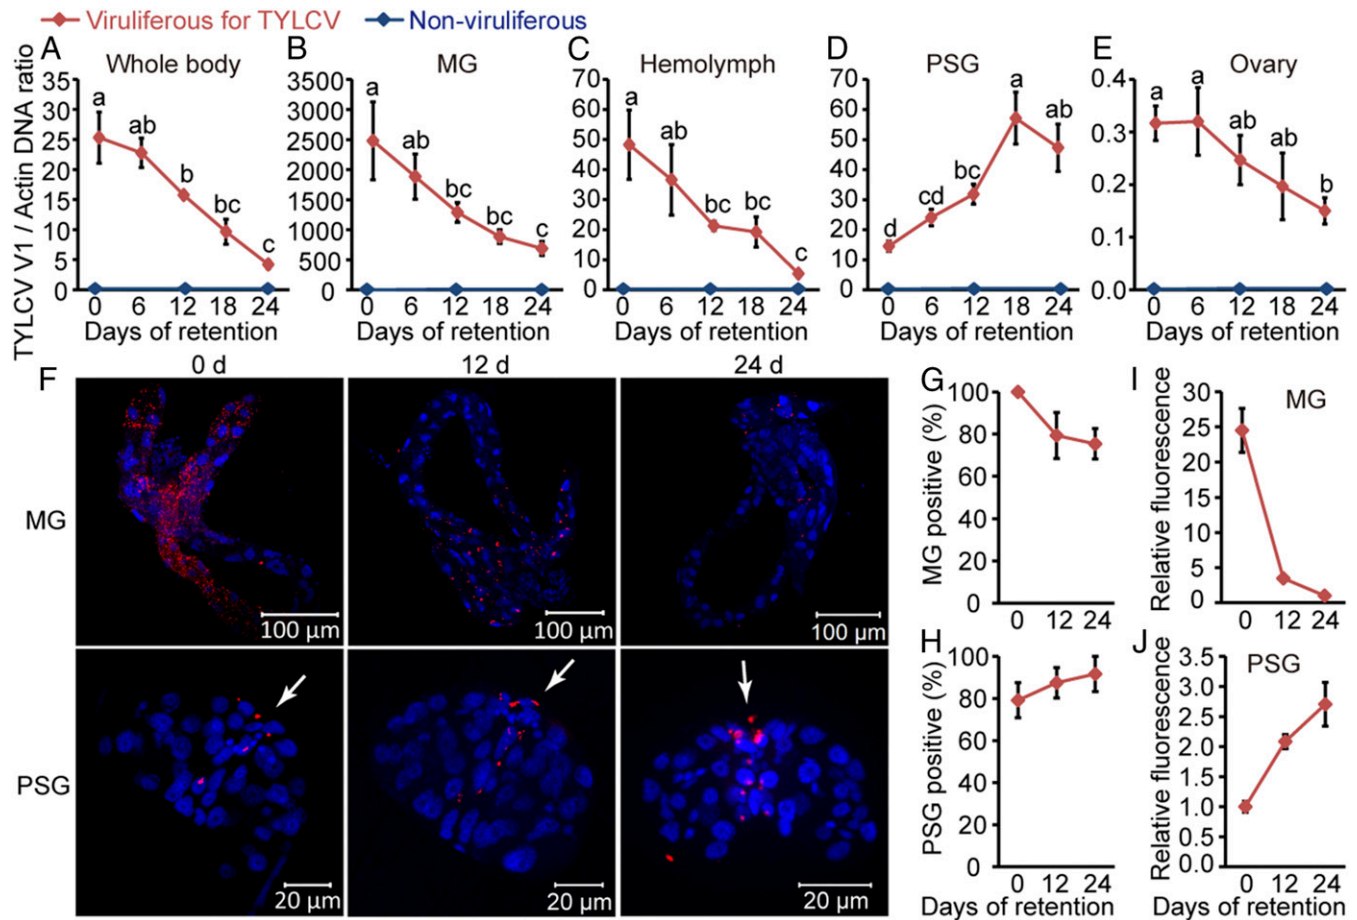 Viruliferous for TYLCV Non-viruliferous
A Whole body B MG C Hemolymph D PSG E Ovary
TYLCV V1 / Actin DNA ratio
35 30 25 20 15 10 5 0
a ab b bc c
0 6 12 18 24
Days of retention
3500 3000 2500 2000 1500 1000 500 0
a ab bc bc c
0 6 12 18 24
Days of retention
70 60 50 40 30 20 10 0
a ab bc bc c
0 6 12 18 24
Days of retention
70 60 50 40 30 20 10 0
d cd bc a ab
0 6 12 18 24
Days of retention
0.4 0.3 0.2 0.1 0.0
a a ab ab b
0 6 12 18 24
Days of retention
F 0 d 12 d 24 d
MG
100 µm 100 µm 100 µm
PSG
20 µm 20 µm 20 µm
G
MG positive (%)
100 80 60 40 20 0
0 12 24
I MG
Relative fluorescence
30 25 20 15 10 5 0
0 12 24
H
PSG positive (%)
100 80 60 40 20 0
0 12 24
Days of retention
J PSG
Relative fluorescence
3.5 3.0 2.5 2.0 1.5 1.0 0.5 0.0
0 12 24
Days of retention